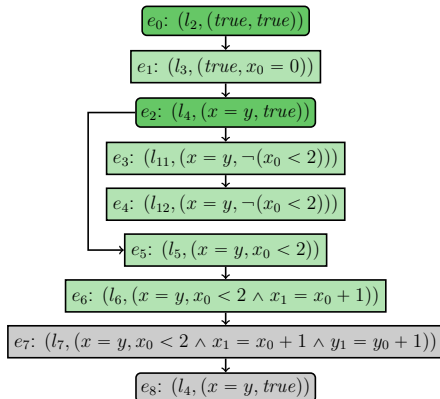 e₀: (l₂, (true, true))
e₁: (l₃, (true, x₀ = 0))
e₂: (l₄, (x = y, true))
e₃: (l₁₁, (x = y, ¬(x₀ < 2)))
e₄: (l₁₂, (x = y, ¬(x₀ < 2)))
e₅: (l₅, (x = y, x₀ < 2))
e₆: (l₆, (x = y, x₀ < 2 ∧ x₁ = x₀ + 1))
e₇: (l₇, (x = y, x₀ < 2 ∧ x₁ = x₀ + 1 ∧ y₁ = y₀ + 1))
e₈: (l₄, (x = y, true))